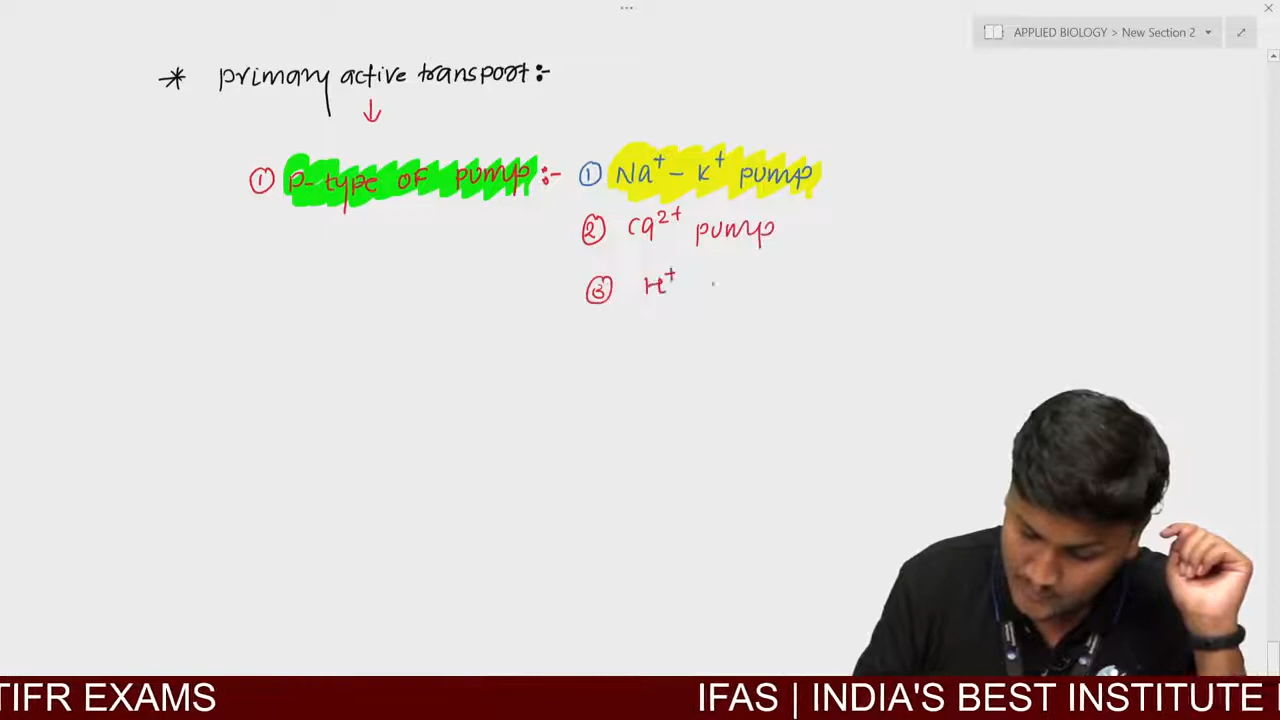 ...
APPLIED BIOLOGY > New Section 2
* primary active transport:-
↓
① P-type of pump:- ① Na⁺ - K⁺ pump
② Ca²⁺ pump
③ H⁺
TIFR EXAMS IFAS | INDIA'S BEST INSTITUTE